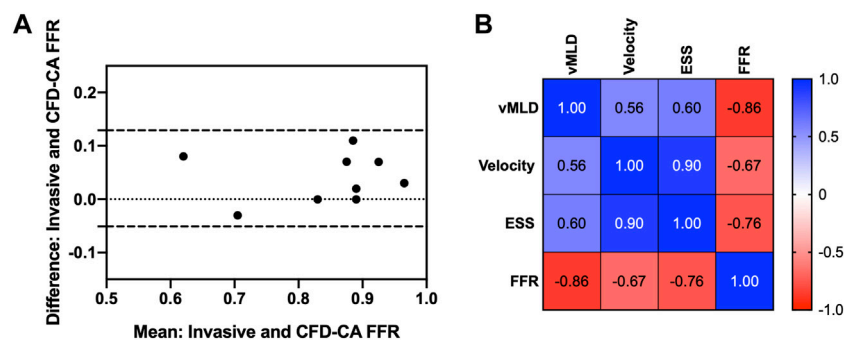 A
Difference: Invasive and CFD-CA FFR
0.2
0.1
0.0
-0.1
0.5 0.6 0.7 0.8 0.9 1.0
Mean: Invasive and CFD-CA FFR
B
vMLD Velocity ESS FFR
vMLD 1.00 0.56 0.60 -0.86
Velocity 0.56 1.00 0.90 -0.67
ESS 0.60 0.90 1.00 -0.76
FFR -0.86 -0.67 -0.76 1.00
1.0
0.5
0
-0.5
-1.0